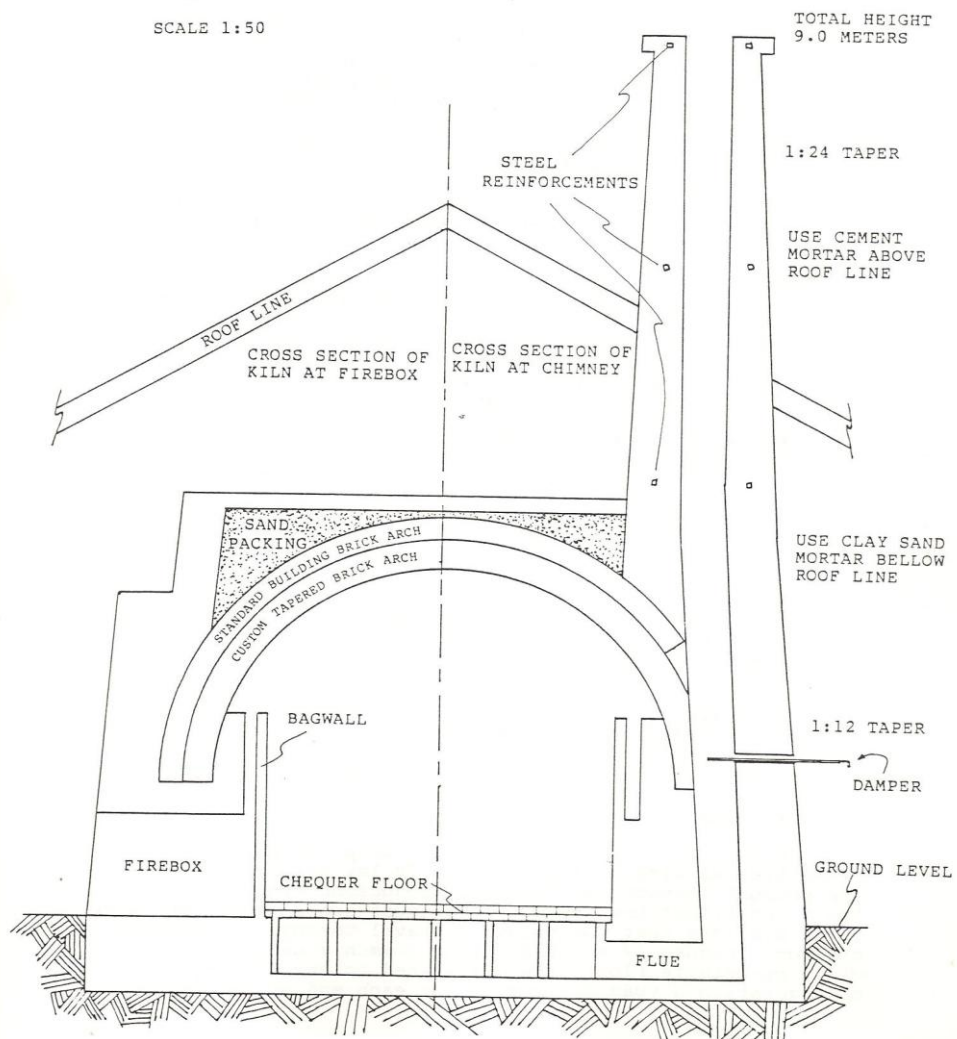 SCALE 1:50
TOTAL HEIGHT
9.0 METERS
1:24 TAPER
STEEL
REINFORCEMENTS
USE CEMENT
MORTAR ABOVE
ROOF LINE
ROOF LINE
CROSS SECTION OF
KILN AT FIREBOX
CROSS SECTION OF
KILN AT CHIMNEY
SAND
PACKING
STANDARD BUILDING BRICK ARCH
CUSTOM TAPERED BRICK ARCH
USE CLAY SAND
MORTAR BELLOW
ROOF LINE
BAGWALL
1:12 TAPER
DAMPER
FIREBOX
CHEQUER FLOOR
GROUND LEVEL
FLUE